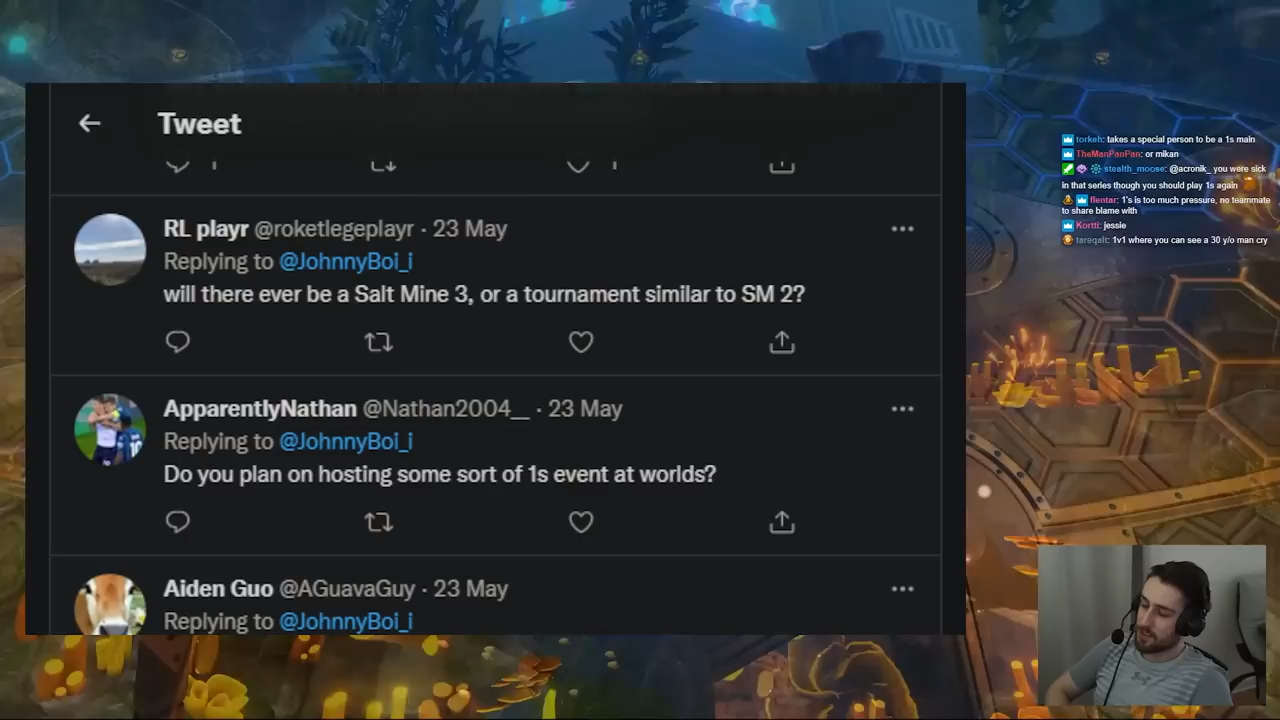 Tweet
RL playr @roketlegeplayr · 23 May
Replying to @JohnnyBoi_i
will there ever be a Salt Mine 3, or a tournament similar to SM 2?
ApparentlyNathan @Nathan2004__ · 23 May
Replying to @JohnnyBoi_i
Do you plan on hosting some sort of 1s event at worlds?
Aiden Guo @AGuavaGuy · 23 May
Replying to @JohnnyBoi_i
torkeh: takes a special person to be a 1s main
TheManPanPan: or mikan
stealth_moose: @acronik_ you were sick
in that series though you should play 1s again
flentar: 1's is too much pressure, no teammate
to share blame with
Kortti: jessie
tareqalt: 1v1 where you can see a 30 y/o man cry